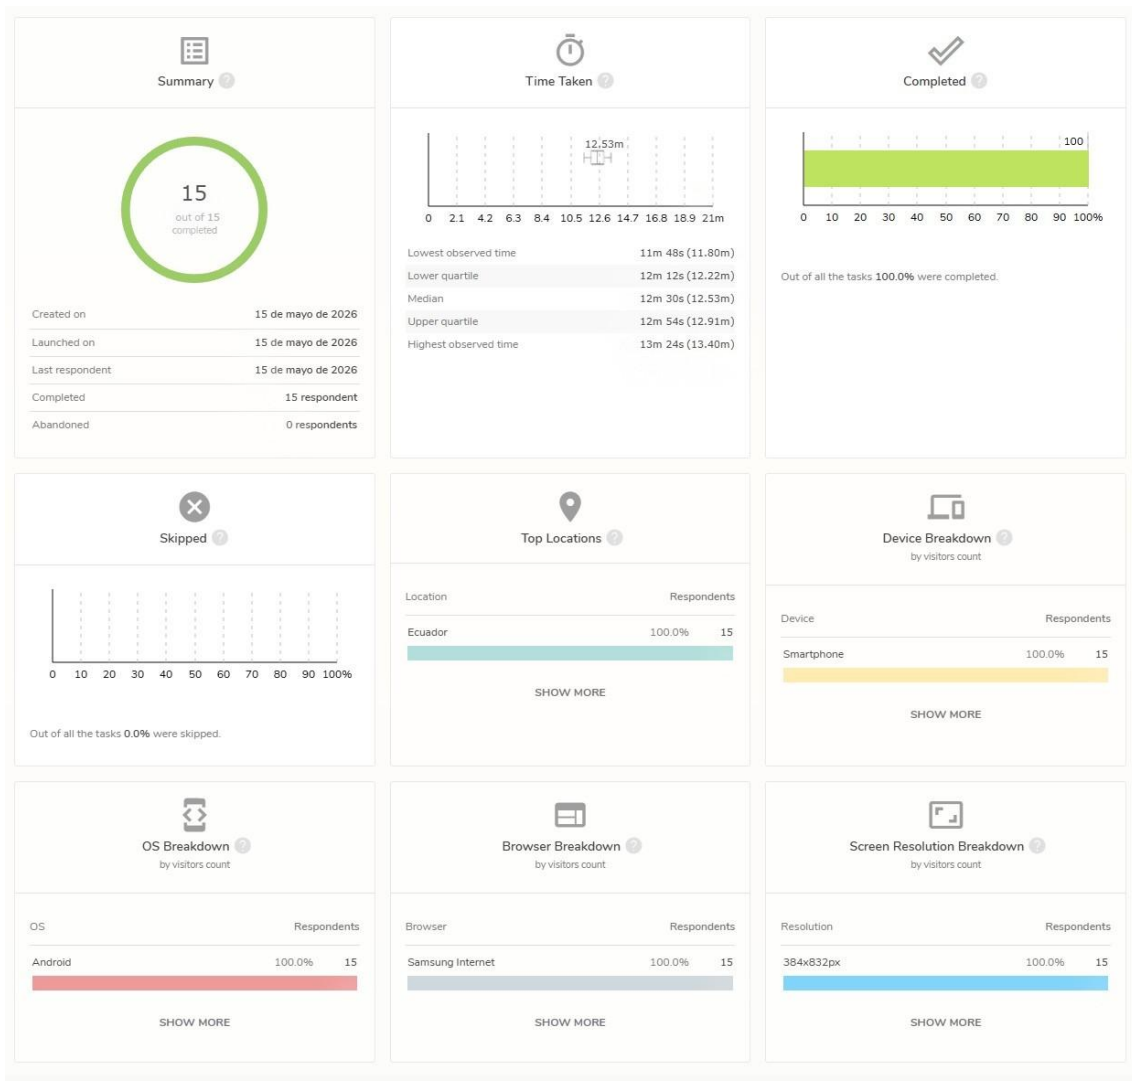 Summary ?
15
out of 15
completed
Created on 15 de mayo de 2026
Launched on 15 de mayo de 2026
Last respondent 15 de mayo de 2026
Completed 15 respondent
Abandoned 0 respondents
Time Taken ?
12.53m
0 2.1 4.2 6.3 8.4 10.5 12.6 14.7 16.8 18.9 21m
Lowest observed time 11m 48s (11.80m)
Lower quartile 12m 12s (12.22m)
Median 12m 30s (12.53m)
Upper quartile 12m 54s (12.91m)
Highest observed time 13m 24s (13.40m)
Completed ?
100
0 10 20 30 40 50 60 70 80 90 100%
Out of all the tasks 100.0% were completed.
Skipped ?
0 10 20 30 40 50 60 70 80 90 100%
Out of all the tasks 0.0% were skipped.
Top Locations ?
Location Respondents
Ecuador 100.0% 15
SHOW MORE
Device Breakdown ?
by visitors count
Device Respondents
Smartphone 100.0% 15
SHOW MORE
OS Breakdown ?
by visitors count
OS Respondents
Android 100.0% 15
SHOW MORE
Browser Breakdown ?
by visitors count
Browser Respondents
Samsung Internet 100.0% 15
SHOW MORE
Screen Resolution Breakdown ?
by visitors count
Resolution Respondents
384x832px 100.0% 15
SHOW MORE